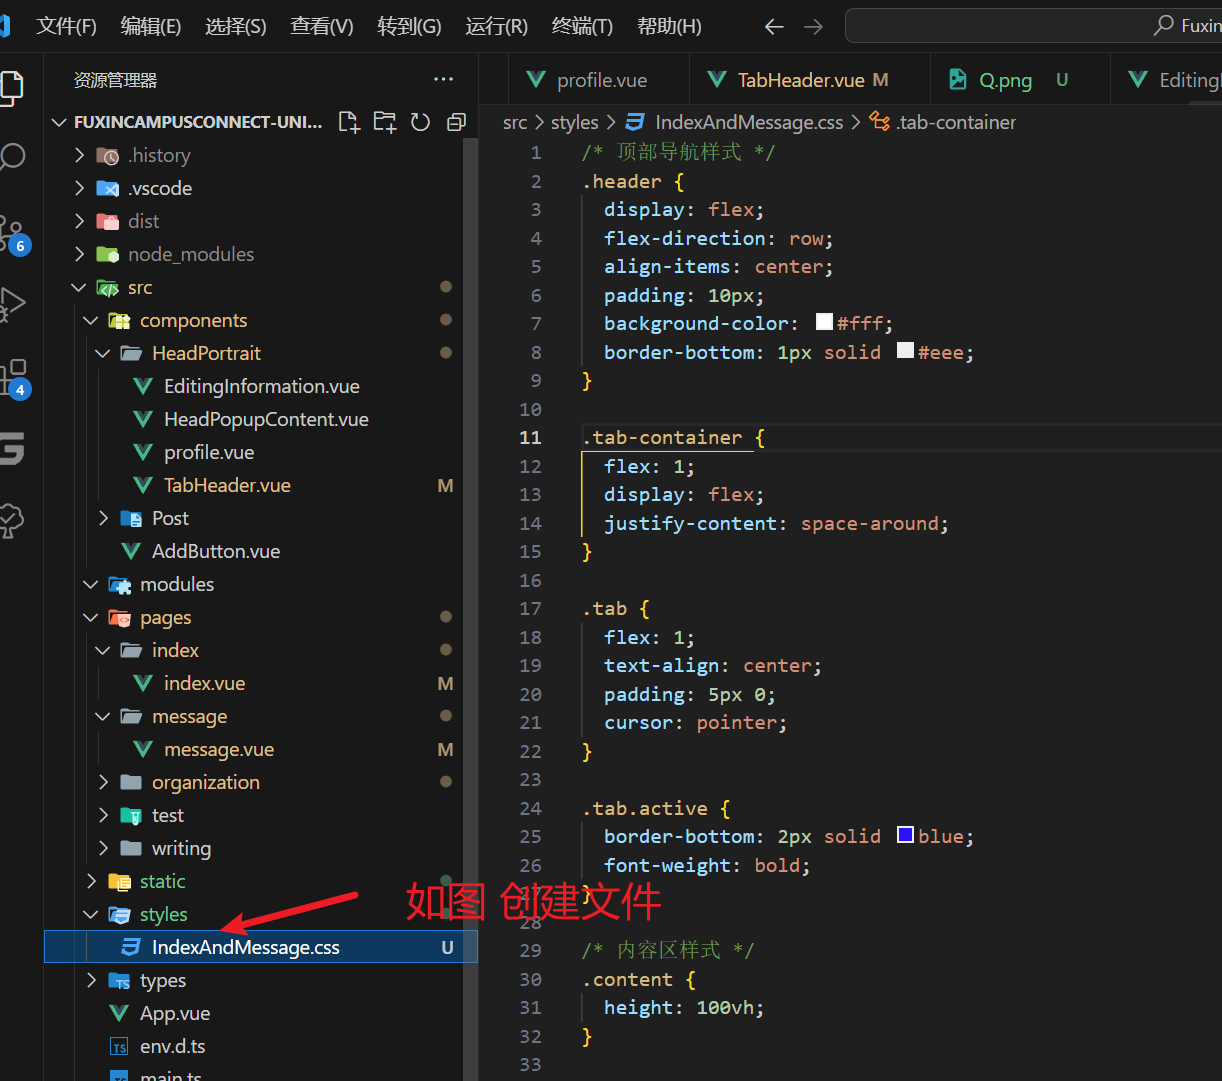 文件(F) 编辑(E) 选择(S) 查看(V) 转到(G) 运行(R) 终端(T) 帮助(H) Fuxin
资源管理器 ···
profile.vue TabHeader.vue M Q.png U Editing
FUXINCAMPUSCONNECT-UNI...
src > styles > IndexAndMessage.css > .tab-container
.history
.vscode
dist
node_modules
src
components
HeadPortrait
EditingInformation.vue
HeadPopupContent.vue
profile.vue
TabHeader.vue M
Post
AddButton.vue
modules
pages
index
index.vue M
message
message.vue M
organization
test
writing
static
styles
IndexAndMessage.css U
types
App.vue
env.d.ts
main.ts
6
4
1 /* 顶部导航样式 */
2 .header {
3 display: flex;
4 flex-direction: row;
5 align-items: center;
6 padding: 10px;
7 background-color: #fff;
8 border-bottom: 1px solid #eee;
9 }
10
11 .tab-container {
12 flex: 1;
13 display: flex;
14 justify-content: space-around;
15 }
16
17 .tab {
18 flex: 1;
19 text-align: center;
20 padding: 5px 0;
21 cursor: pointer;
22 }
23
24 .tab.active {
25 border-bottom: 2px solid blue;
26 font-weight: bold;
27 }
如图 创建文件
28
29 /* 内容区样式 */
30 .content {
31 height: 100vh;
32 }
33